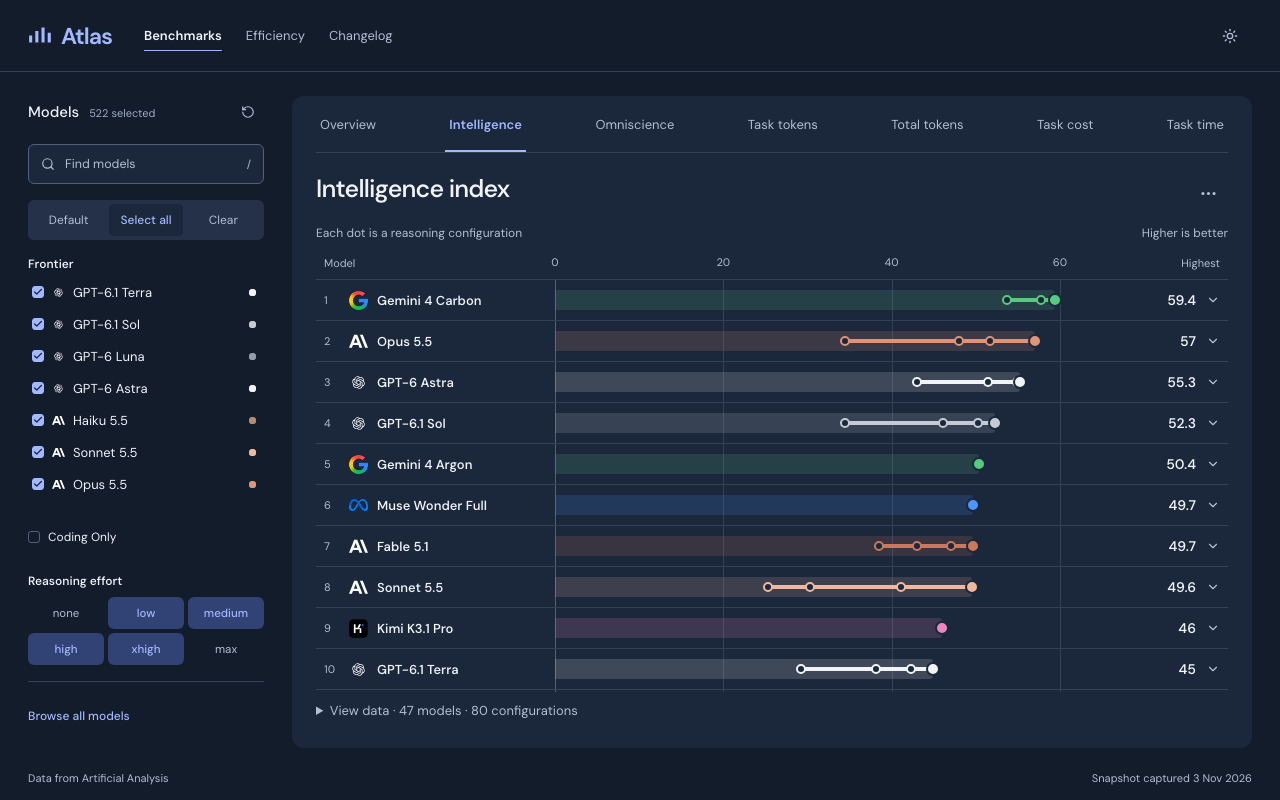 Atlas
Benchmarks
Efficiency
Changelog
Models 522 selected
Find models /
Default Select all Clear
Frontier
GPT-6.1 Terra
GPT-6.1 Sol
GPT-6 Luna
GPT-6 Astra
Haiku 5.5
Sonnet 5.5
Opus 5.5
Coding Only
Reasoning effort
none low medium
high xhigh max
Browse all models
Overview Intelligence Omniscience Task tokens Total tokens Task cost Task time
Intelligence index
...
Each dot is a reasoning configuration Higher is better
Model 0 20 40 60 Highest
1 Gemini 4 Carbon 59.4
2 Opus 5.5 57
3 GPT-6 Astra 55.3
4 GPT-6.1 Sol 52.3
5 Gemini 4 Argon 50.4
6 Muse Wonder Full 49.7
7 Fable 5.1 49.7
8 Sonnet 5.5 49.6
9 Kimi K3.1 Pro 46
10 GPT-6.1 Terra 45
View data · 47 models · 80 configurations
Data from Artificial Analysis
Snapshot captured 3 Nov 2026